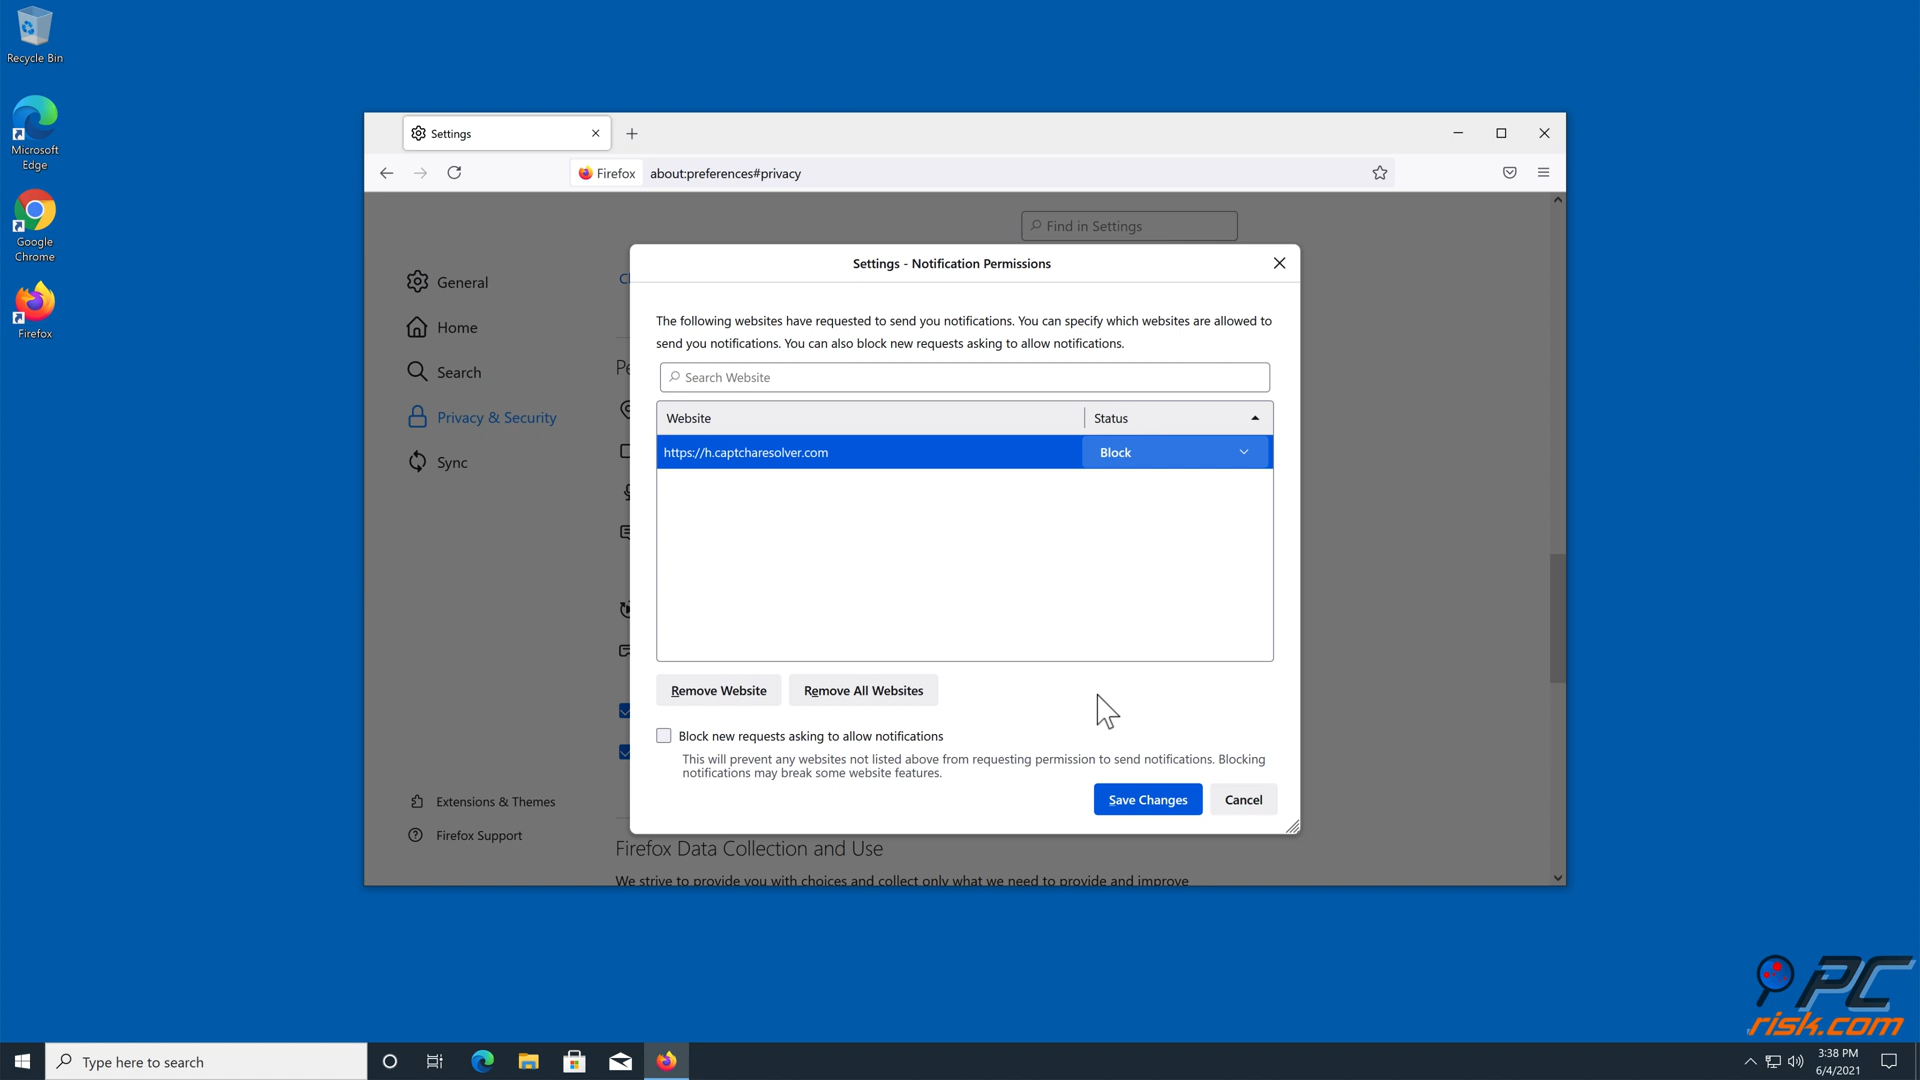 Recycle Bin
Microsoft
Edge
Google
Chrome
Firefox
Settings
Firefox
about:preferences#privacy
Find in Settings
General
Home
Search
Privacy & Security
Sync
Extensions & Themes
Firefox Support
Settings - Notification Permissions
The following websites have requested to send you notifications. You can specify which websites are allowed to
send you notifications. You can also block new requests asking to allow notifications.
Search Website
Website
Status
https://h.captcharesolver.com
Block
Remove Website
Remove All Websites
Block new requests asking to allow notifications
This will prevent any websites not listed above from requesting permission to send notifications. Blocking
notifications may break some website features.
Save Changes
Cancel
Firefox Data Collection and Use
We strive to provide you with choices and collect only what we need to provide and improve
PC
risk.com
Type here to search
3:38 PM
6/4/2021